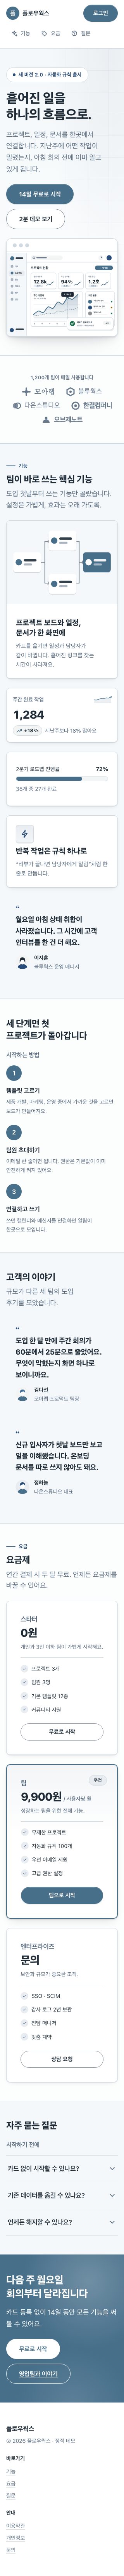 플로우웍스
로그인
기능
요금
질문
새 버전 2.0 · 자동화 규칙 출시
흩어진 일을
하나의 흐름으로.
프로젝트, 일정, 문서를 한곳에서
연결합니다. 지난주에 어떤 작업이
밀렸는지, 아침 회의 전에 이미 알고
있게 됩니다.
14일 무료로 시작
2분 데모 보기
12.8k
94%
1.28
1,200개 팀이 매일 사용합니다
모아랩
블루웍스
다온스튜디오
한결컴퍼니
오브제노트
기능
팀이 바로 쓰는 핵심 기능
도입 첫날부터 쓰는 기능만 골랐습니다.
설정은 가볍게, 효과는 오래 가도록.
프로젝트 보드와 일정,
문서가 한 화면에
카드를 옮기면 일정과 담당자가
같이 바뀝니다. 흩어진 링크를 찾는
시간이 사라져요.
주간 완료 작업
1,284
+18%
지난주보다 18% 많아요
2분기 로드맵 진행률
72%
38개 중 27개 완료
반복 작업은 규칙 하나로
“리뷰가 끝나면 담당자에게 알림”처럼 한
줄로 만듭니다.
“
월요일 아침 상태 취합이
사라졌습니다. 그 시간에 고객
인터뷰를 한 건 더 해요.
이지훈
블루웍스 운영 매니저
세 단계면 첫
프로젝트가 돌아갑니다
시작하는 방법
1
템플릿 고르기
제품 개발, 마케팅, 운영 중에서 가까운 것을 고르면
보드가 만들어져요.
2
팀원 초대하기
이메일 한 줄이면 됩니다. 권한은 기본값이 이미
안전하게 켜져 있어요.
3
연결하고 쓰기
쓰던 캘린더와 메신저를 연결하면 알림이
한곳으로 모입니다.
고객의 이야기
규모가 다른 세 팀의 도입
후기를 모았습니다.
“
도입 한 달 만에 주간 회의가
60분에서 25분으로 줄었어요.
무엇이 막혔는지 화면 하나로
보이니까요.
김다선
모아랩 프로덕트 팀장
“
신규 입사자가 첫날 보드만 보고
일을 이해했습니다. 온보딩
문서를 따로 쓰지 않아도 돼요.
정하늘
다온스튜디오 대표
요금
요금제
연간 결제 시 두 달 무료. 언제든 요금제를
바꿀 수 있어요.
스타터
0원
개인과 3인 이하 팀이 가볍게 시작해요.
프로젝트 3개
팀원 3명
기본 템플릿 12종
커뮤니티 지원
무료로 시작
팀
추천
9,900원 / 사용자당 월
성장하는 팀을 위한 전체 기능.
무제한 프로젝트
자동화 규칙 100개
우선 이메일 지원
고급 권한 설정
팀으로 시작
엔터프라이즈
문의
보안과 규모가 필요한 조직.
SSO · SCIM
감사 로그 2년 보관
전담 매니저
맞춤 계약
상담 요청
자주 묻는 질문
시작하기 전에
카드 없이 시작할 수 있나요?
기존 데이터를 옮길 수 있나요?
언제든 해지할 수 있나요?
다음 주 월요일
회의부터 달라집니다
카드 등록 없이 14일 동안 모든 기능을 써
볼 수 있어요.
무료로 시작
영업팀과 이야기
플로우웍스
© 2026 플로우웍스 · 정적 데모
바로가기
기능
요금
질문
안내
이용약관
개인정보
문의